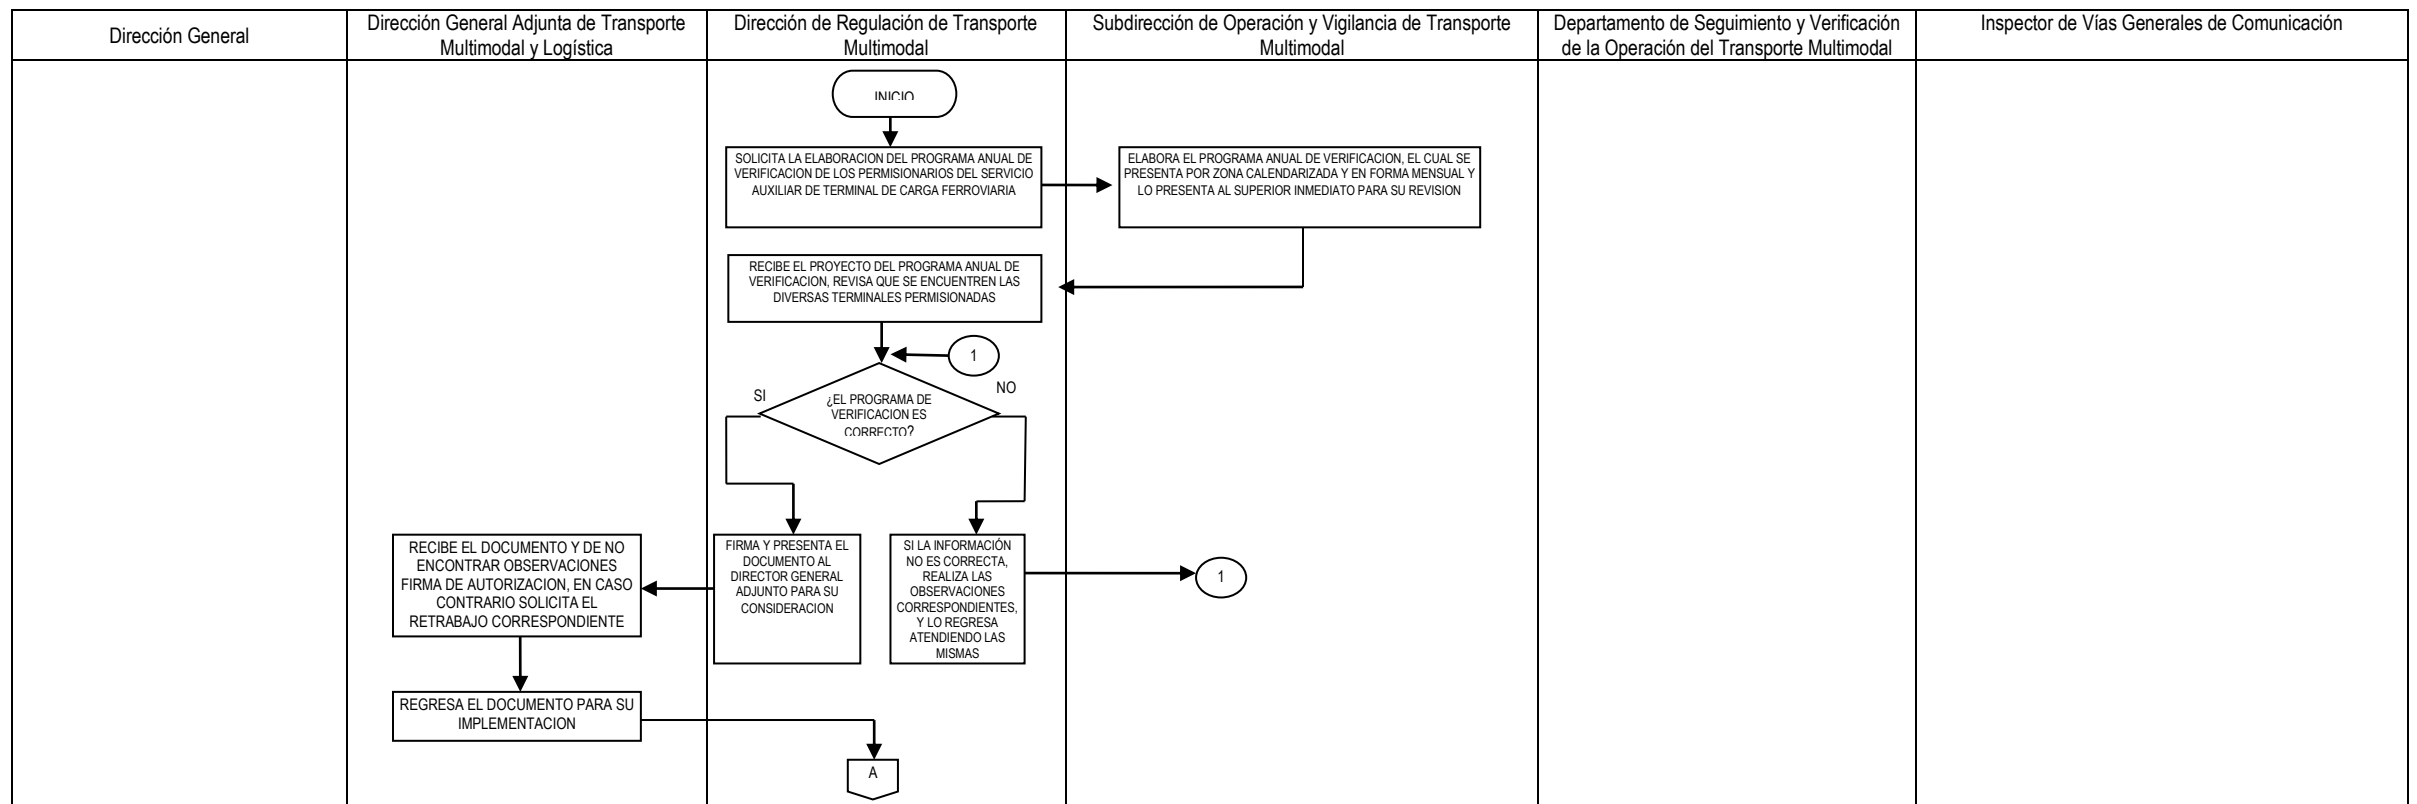 Dirección General
Dirección General Adjunta de Transporte
Multimodal y Logística
Dirección de Regulación de Transporte
Multimodal
Subdirección de Operación y Vigilancia de Transporte
Multimodal
Departamento de Seguimiento y Verificación
de la Operación del Transporte Multimodal
Inspector de Vías Generales de Comunicación
INICIO
SOLICITA LA ELABORACION DEL PROGRAMA ANUAL DE
VERIFICACION DE LOS PERMISIONARIOS DEL SERVICIO
AUXILIAR DE TERMINAL DE CARGA FERROVIARIA
ELABORA EL PROGRAMA ANUAL DE VERIFICACION, EL CUAL SE
PRESENTA POR ZONA CALENDARIZADA Y EN FORMA MENSUAL Y
LO PRESENTA AL SUPERIOR INMEDIATO PARA SU REVISION
RECIBE EL PROYECTO DEL PROGRAMA ANUAL DE
VERIFICACION, REVISA QUE SE ENCUENTREN LAS
DIVERSAS TERMINALES PERMISIONADAS
1
SI
NO
¿EL PROGRAMA DE
VERIFICACION ES
CORRECTO?
RECIBE EL DOCUMENTO Y DE NO
ENCONTRAR OBSERVACIONES
FIRMA DE AUTORIZACION, EN CASO
CONTRARIO SOLICITA EL
RETRABAJO CORRESPONDIENTE
FIRMA Y PRESENTA EL
DOCUMENTO AL
DIRECTOR GENERAL
ADJUNTO PARA SU
CONSIDERACION
SI LA INFORMACIÓN
NO ES CORRECTA,
REALIZA LAS
OBSERVACIONES
CORRESPONDIENTES,
Y LO REGRESA
ATENDIENDO LAS
MISMAS
1
REGRESA EL DOCUMENTO PARA SU
IMPLEMENTACION
A